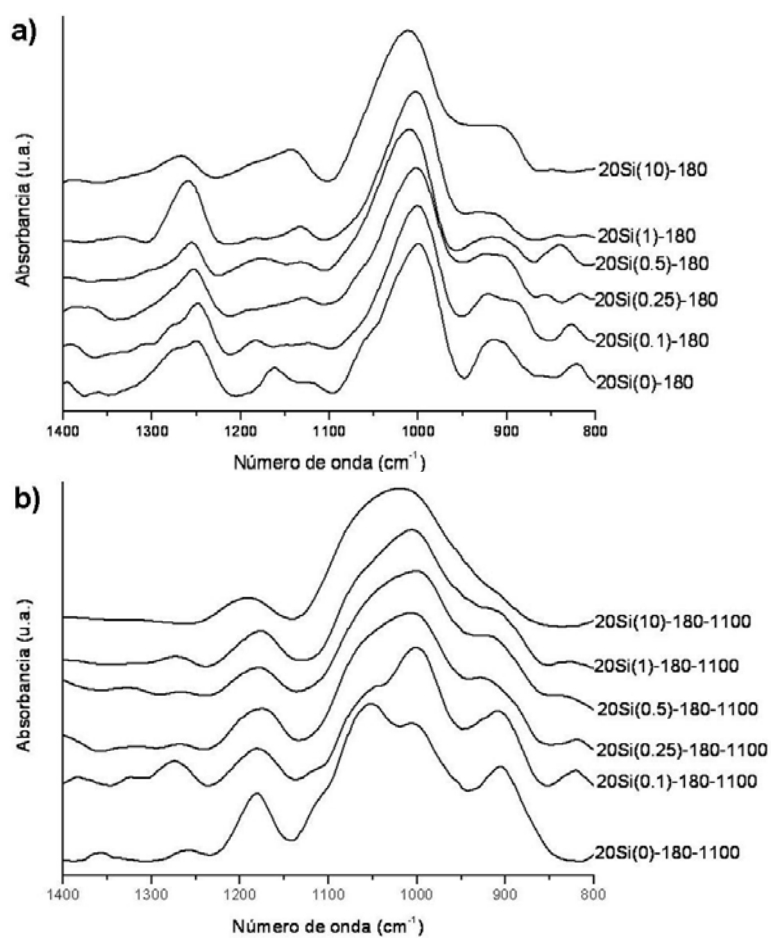 a)
Absorbancia (u.a.)
20Si(10)-180
20Si(1)-180
20Si(0.5)-180
20Si(0.25)-180
20Si(0.1)-180
20Si(0)-180
1400 1300 1200 1100 1000 900 800
Número de onda (cm⁻¹)
b)
Absorbancia (u.a.)
20Si(10)-180-1100
20Si(1)-180-1100
20Si(0.5)-180-1100
20Si(0.25)-180-1100
20Si(0.1)-180-1100
20Si(0)-180-1100
1400 1300 1200 1100 1000 900 800
Número de onda (cm⁻¹)